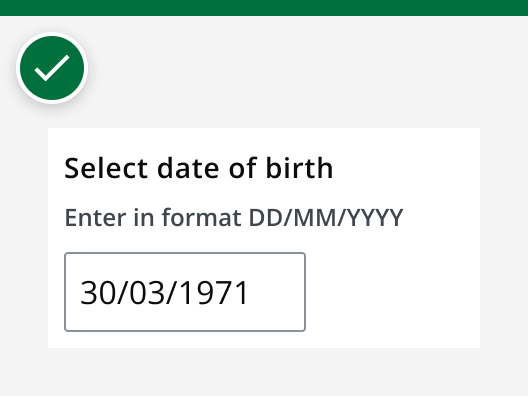 Select date of birth
Enter in format DD/MM/YYYY
30/03/1971